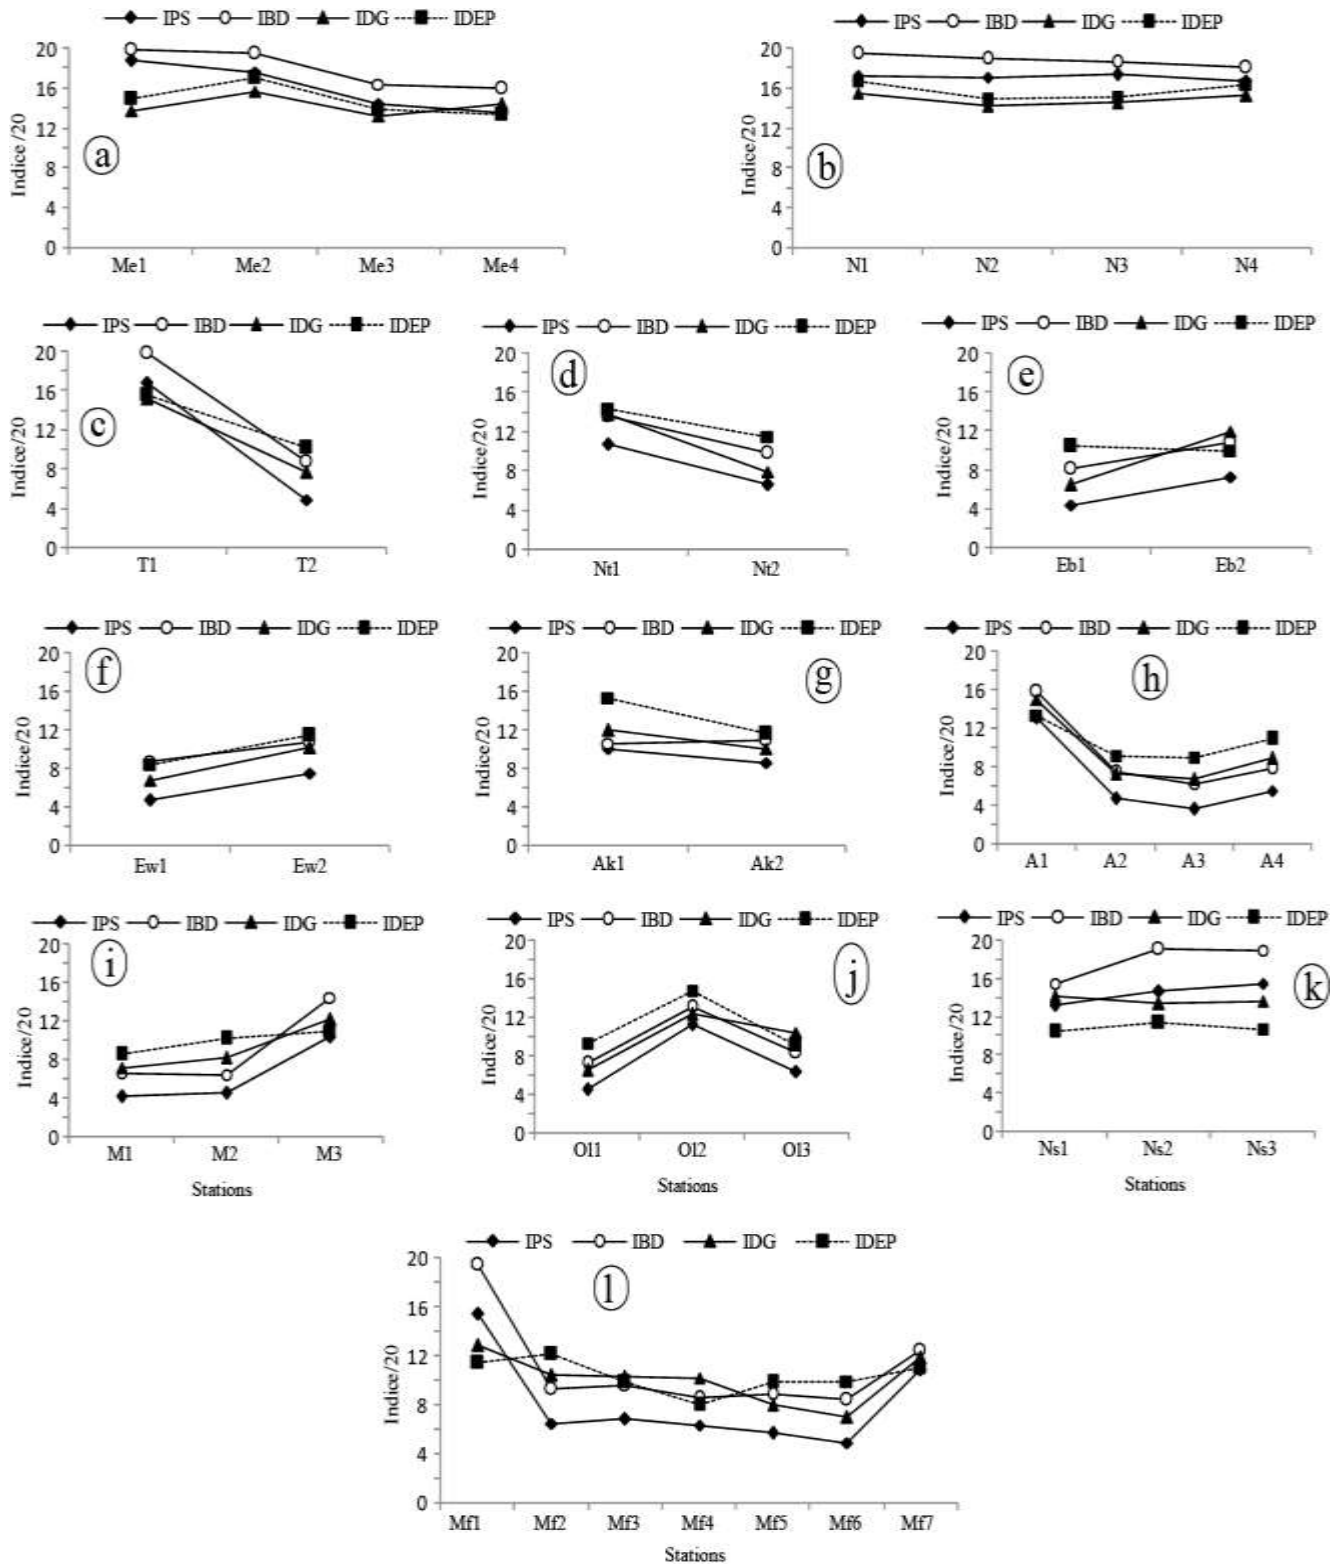 IPS IBD IDG IDEP
20
16
12
8
4
0
Indice /20
a
Me1 Me2 Me3 Me4
IPS IBD IDG IDEP
20
16
12
8
4
0
Indice/20
b
N1 N2 N3 N4
IPS IBD IDG IDEP
20
16
12
8
4
0
Indice/20
c
T1 T2
IPS IBD IDG IDEP
20
16
12
8
4
0
Indice/20
d
Nt1 Nt2
IPS IBD IDG IDEP
20
16
12
8
4
0
Indice/20
e
Eb1 Eb2
IPS IBD IDG IDEP
20
16
12
8
4
0
Indice/20
f
Ew1 Ew2
IPS IBD IDG IDEP
20
16
12
8
4
0
Indice/20
g
Ak1 Ak2
IPS IBD IDG IDEP
20
16
12
8
4
0
Indice/20
h
A1 A2 A3 A4
IPS IBD IDG IDEP
20
16
12
8
4
0
Indice/20
i
M1 M2 M3
Stations
IPS IBD IDG IDEP
20
16
12
8
4
0
Indice/20
j
Ol1 Ol2 Ol3
Stations
IPS IBD IDG IDEP
20
16
12
8
4
0
Indice/20
k
Ns1 Ns2 Ns3
Stations
IPS IBD IDG IDEP
20
16
12
8
4
0
Indice/20
l
Mf1 Mf2 Mf3 Mf4 Mf5 Mf6 Mf7
Stations